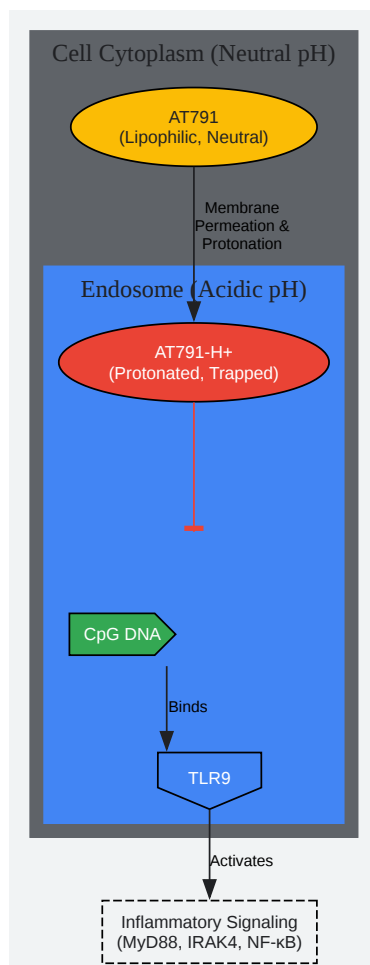 Cell Cytoplasm (Neutral pH)
AT791
(Lipophilic, Neutral)
Membrane
Permeation &
Protonation
Endosome (Acidic pH)
AT791-H+
(Protonated, Trapped)
CpG DNA
Binds
TLR9
Activates
Inflammatory Signaling
(MyD88, IRAK4, NF-κB)